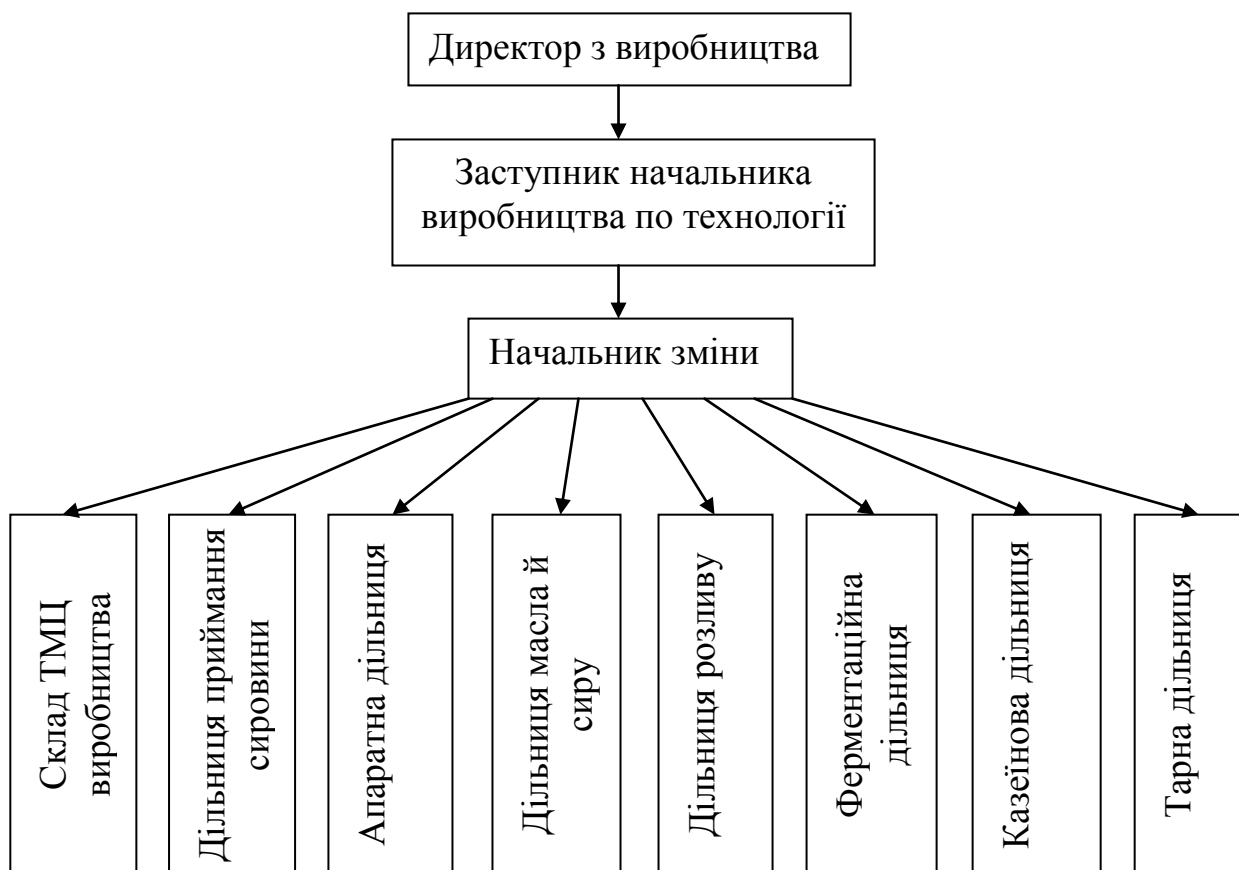 Директор з виробництва
Заступник начальника
виробництва по технології
Начальник зміни
Склад ТМЦ
виробництва
Дільниця приймання
сировини
Апаратна дільниця
Дільниця масла й
сиру
Дільниця розливу
Ферментаційна
дільниця
Казеїнова дільниця
Тарна дільниця